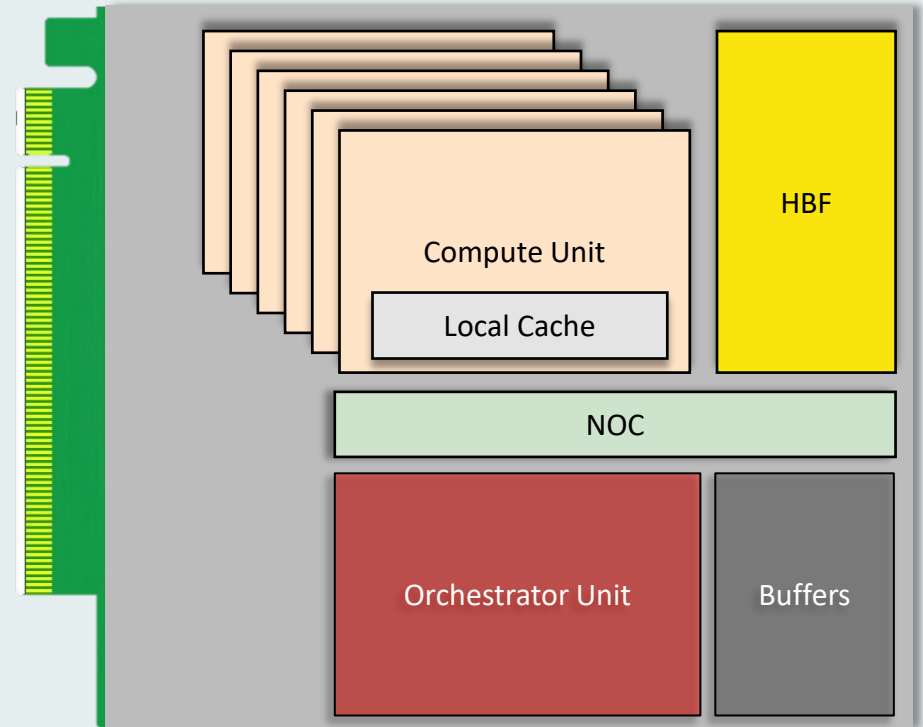 HBF
Compute Unit
Local Cache
NOC
Orchestrator Unit
Buffers